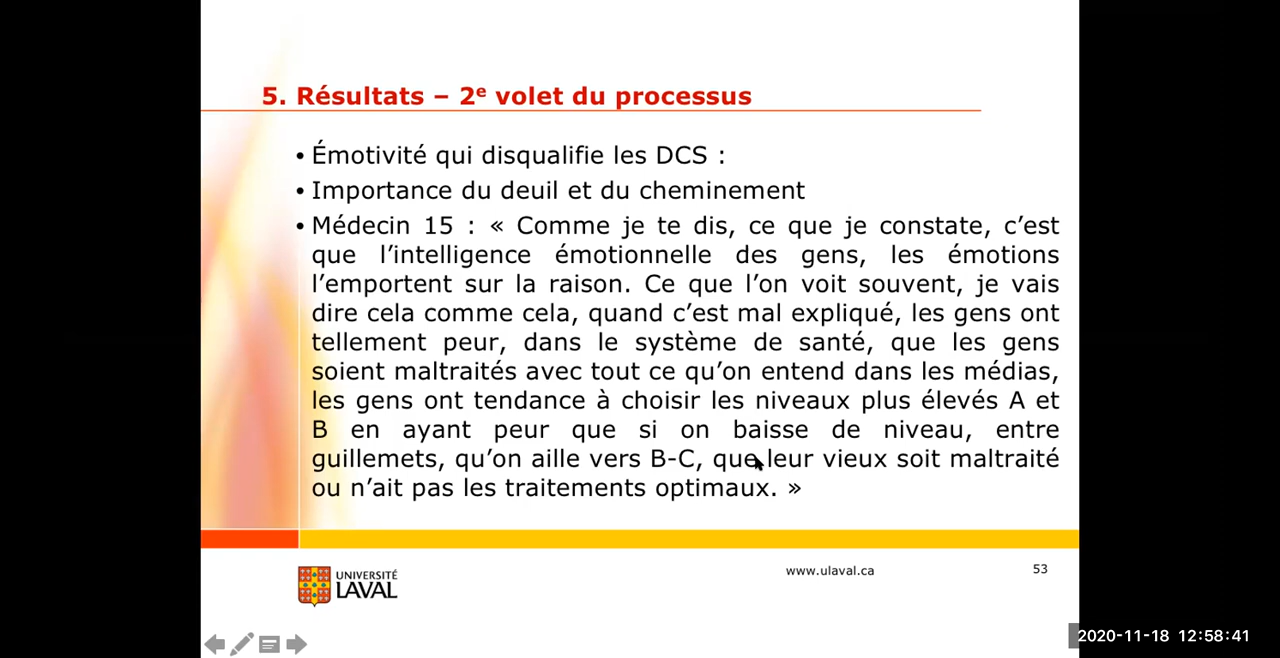 5. Résultats – 2e volet du processus
• Émotivité qui disqualifie les DCS :
• Importance du deuil et du cheminement
• Médecin 15 : « Comme je te dis, ce que je constate, c’est
que l’intelligence émotionnelle des gens, les émotions
l’emportent sur la raison. Ce que l’on voit souvent, je vais
dire cela comme cela, quand c’est mal expliqué, les gens ont
tellement peur, dans le système de santé, que les gens
soient maltraités avec tout ce qu’on entend dans les médias,
les gens ont tendance à choisir les niveaux plus élevés A et
B en ayant peur que si on baisse de niveau, entre
guillemets, qu’on aille vers B-C, que leur vieux soit maltraité
ou n’ait pas les traitements optimaux. »
UNIVERSITÉ
LAVAL
www.ulaval.ca
53
2020-11-18 12:58:41